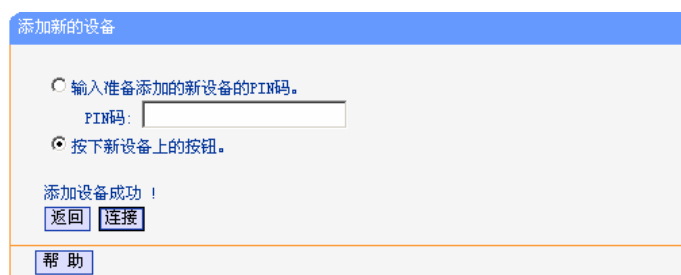 添加新的设备
输入准备添加的新设备的PIN码。
PIN码:
按下新设备上的按钮。
添加设备成功 !
返回 连接
帮 助